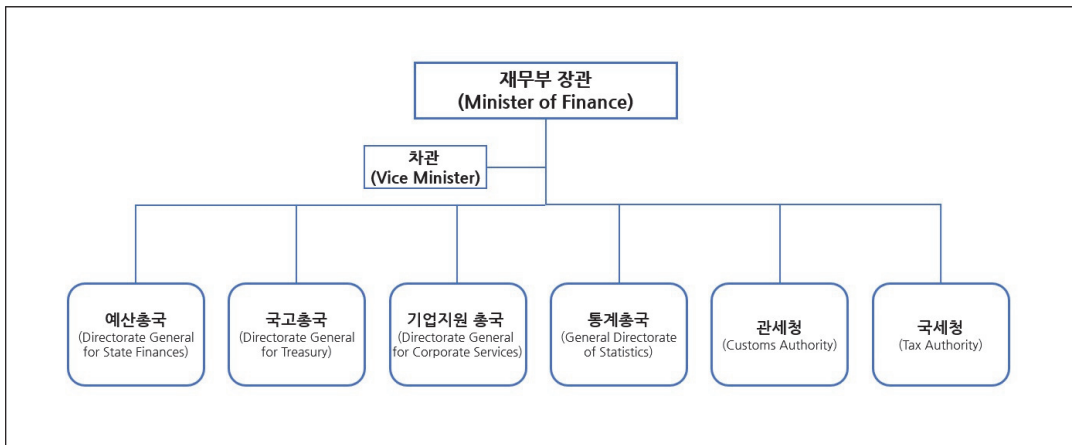 재무부 장관
(Minister of Finance)
차관
(Vice Minister)
예산총국
(Directorate General
for State Finances)
국고총국
(Directorate General
for Treasury)
기업지원 총국
(Directorate General
for Corporate Services)
통계총국
(General Directorate
of Statistics)
관세청
(Customs Authority)
국세청
(Tax Authority)